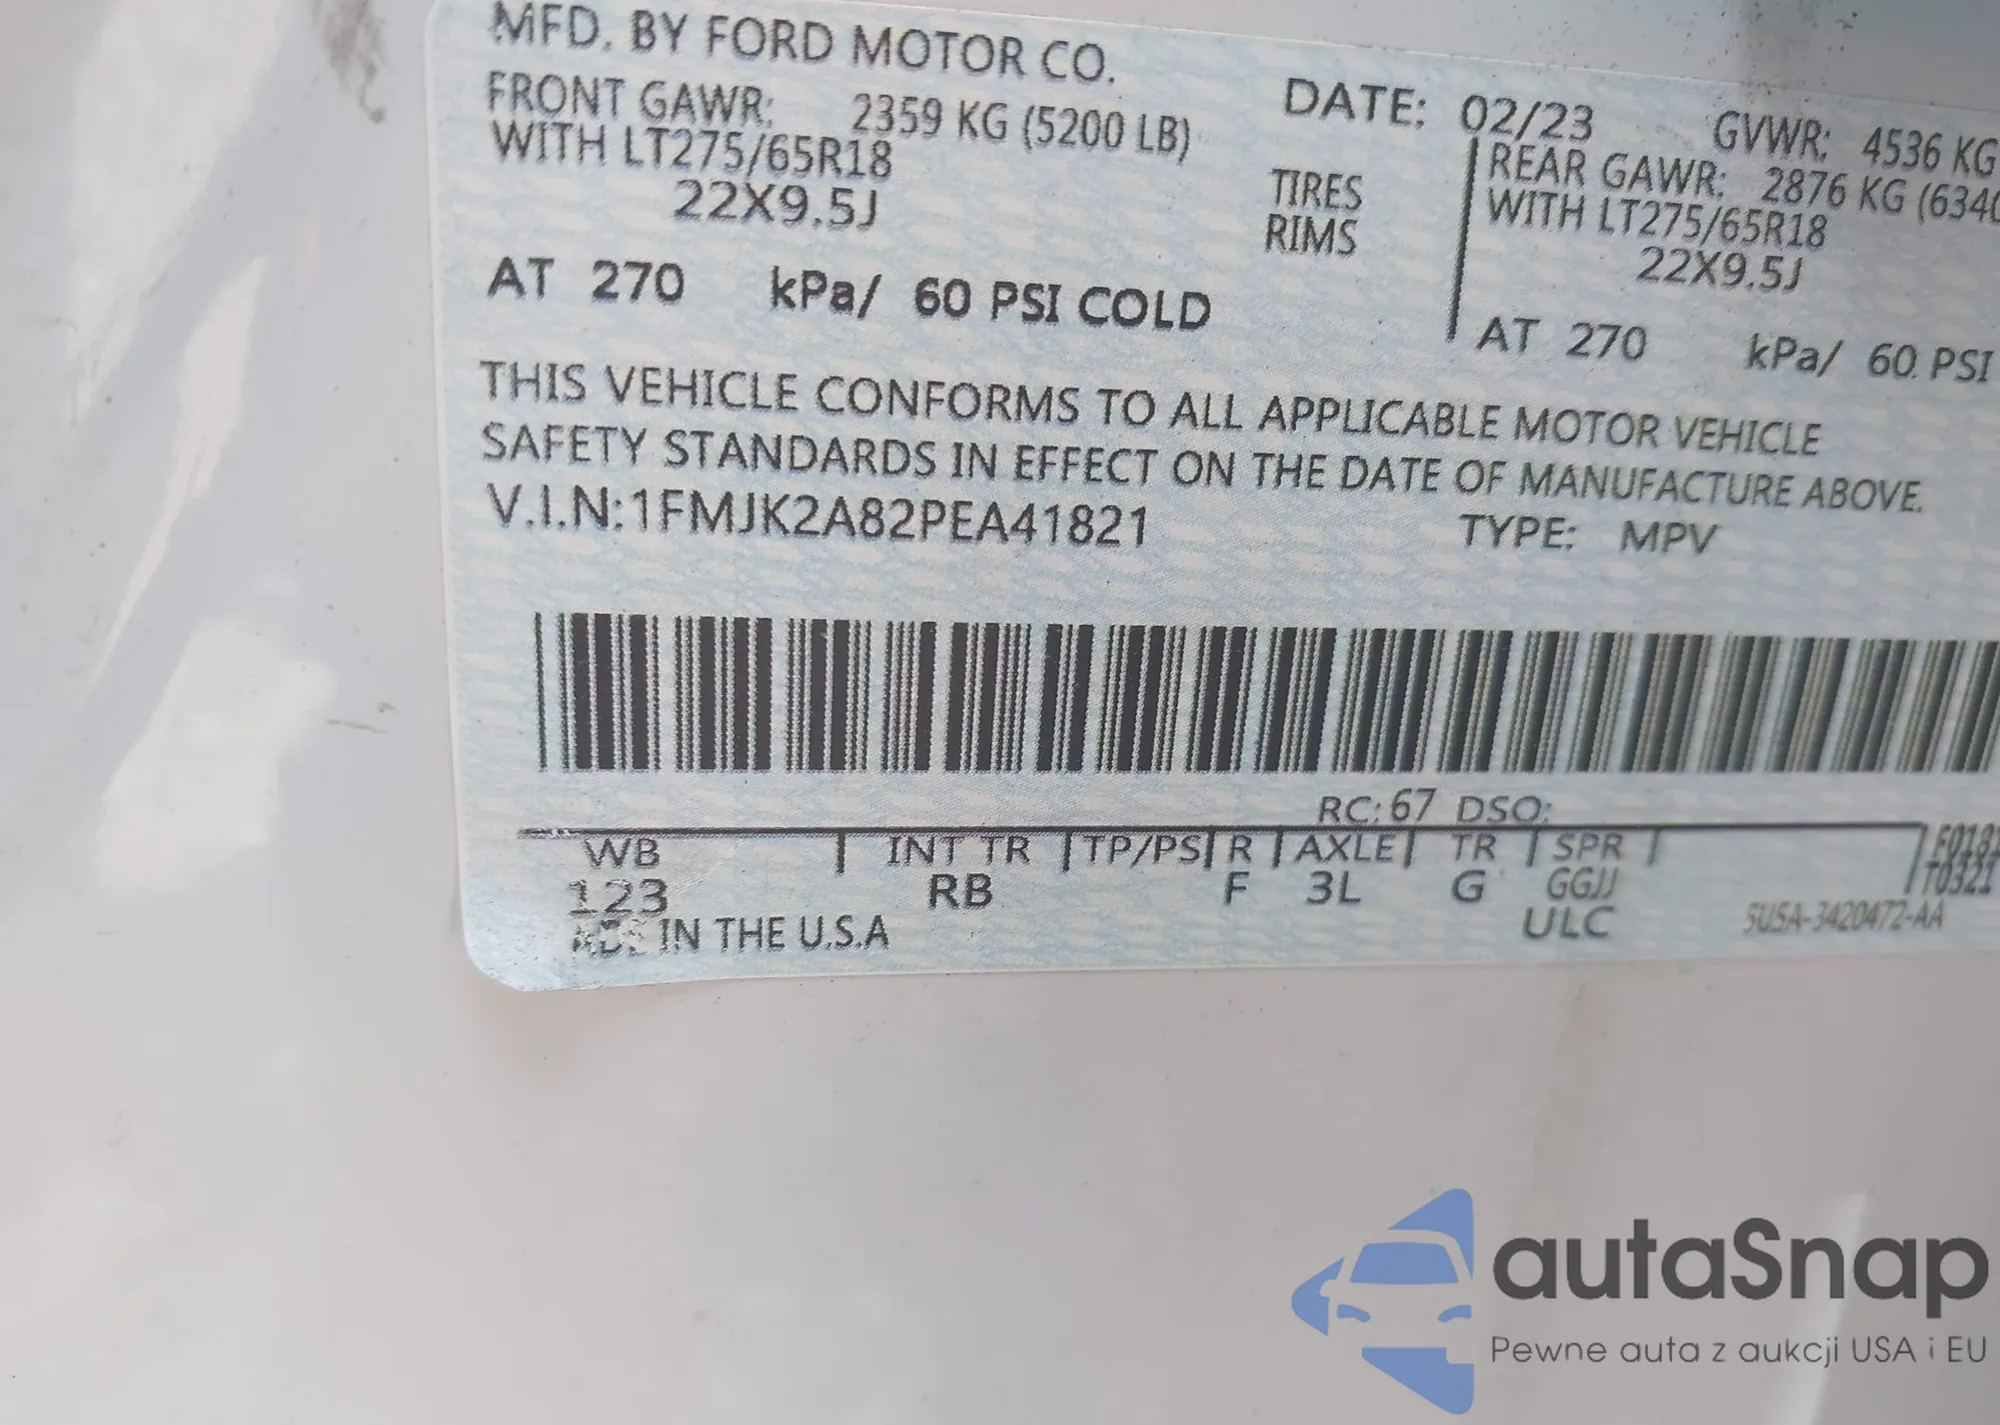 MFD. BY FORD MOTOR CO.
DATE: 02/23 GVWR: 4536 KG
FRONT GAWR: 2359 KG (5200 LB)
WITH LT275/65R18 TIRES
22X9.5J RIMS
AT 270 kPa/ 60 PSI COLD
REAR GAWR: 2876 KG (6340
WITH LT275/65R18
22X9.5J
AT 270 kPa/ 60 PSI
THIS VEHICLE CONFORMS TO ALL APPLICABLE MOTOR VEHICLE
SAFETY STANDARDS IN EFFECT ON THE DATE OF MANUFACTURE ABOVE.
V.I.N:1FMJK2A82PEA41821 TYPE: MPV
RC:67 DSO:
WB INT TR TP/PS R AXLE TR SPR
123 RB F 3L G GGJJ
ULC
IN THE U.S.A
F0181
T0321
5USA-3420472-AA
autaSnap
Pewne auta z aukcji USA i EU